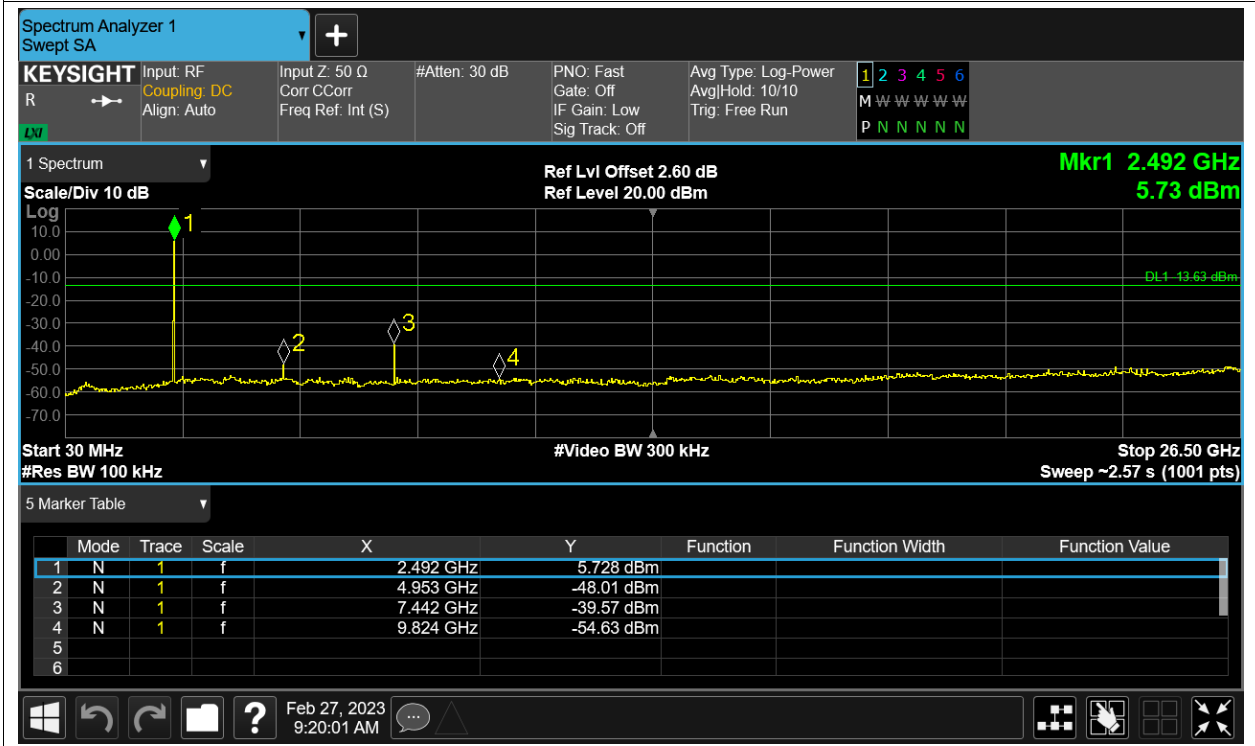 Spectrum Analyzer 1
Swept SA
+
KEYSIGHT Input: RF Input Z: 50 Ω #Atten: 30 dB PNO: Fast Avg Type: Log-Power 1 2 3 4 5 6
R Coupling: DC Corr CCorr Gate: Off Avg|Hold: 10/10 M W W W W W
Align: Auto Freq Ref: Int (S) IF Gain: Low Trig: Free Run
LXI Sig Track: Off P N N N N N
1 Spectrum Ref Lvl Offset 2.60 dB Mkr1 2.492 GHz
Scale/Div 10 dB Ref Level 20.00 dBm 5.73 dBm
Log
1
10.0
0.00
-10.0 DL1 -13.63 dBm
-20.0
-30.0 3
-40.0 2
4
-50.0
-60.0
-70.0
Start 30 MHz #Video BW 300 kHz Stop 26.50 GHz
#Res BW 100 kHz Sweep ~2.57 s (1001 pts)
5 Marker Table
Mode Trace Scale X Y Function Function Width Function Value
1 N 1 f 2.492 GHz 5.728 dBm
2 N 1 f 4.953 GHz -48.01 dBm
3 N 1 f 7.442 GHz -39.57 dBm
4 N 1 f 9.824 GHz -54.63 dBm
5
6
? Feb 27, 2023
9:20:01 AM